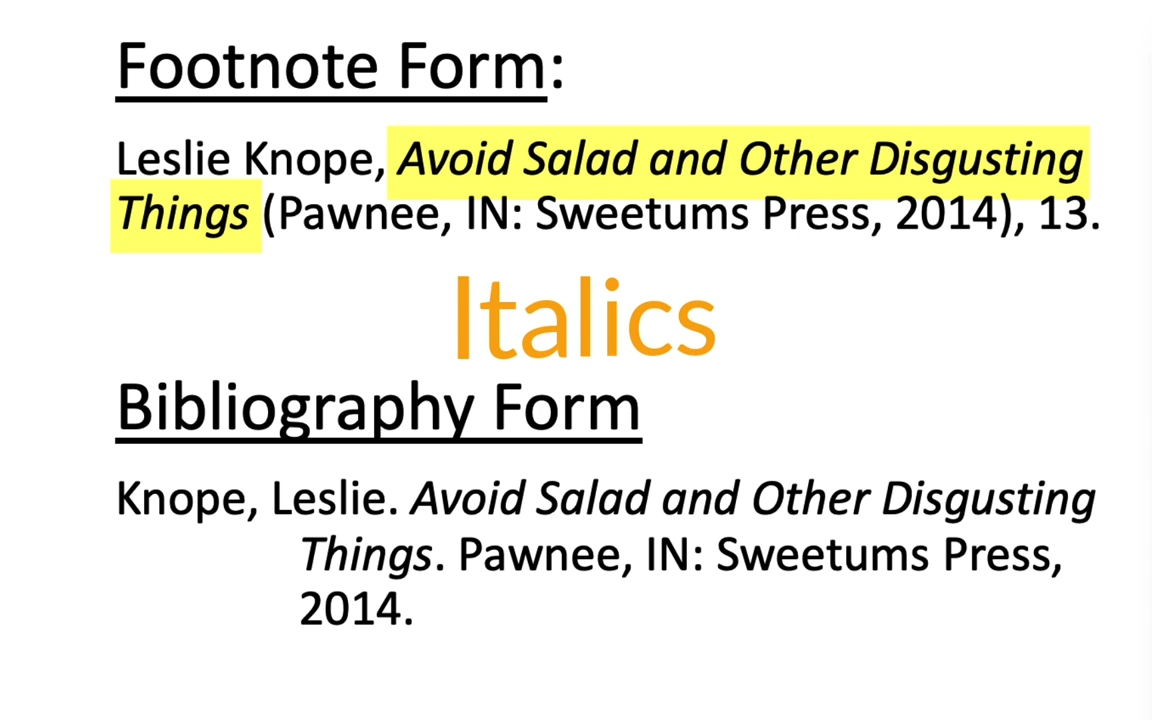 Footnote Form:
Leslie Knope, Avoid Salad and Other Disgusting
Things (Pawnee, IN: Sweetums Press, 2014), 13.
Italics
Bibliography Form
Knope, Leslie. Avoid Salad and Other Disgusting
Things. Pawnee, IN: Sweetums Press,
2014.